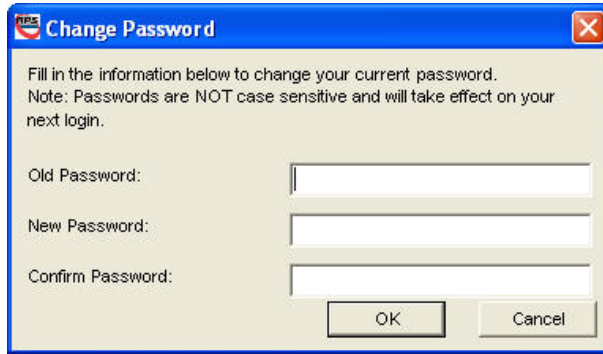 MPS
Change Password
Fill in the information below to change your current password.
Note: Passwords are NOT case sensitive and will take effect on your
next login.
Old Password:
New Password:
Confirm Password:
OK
Cancel